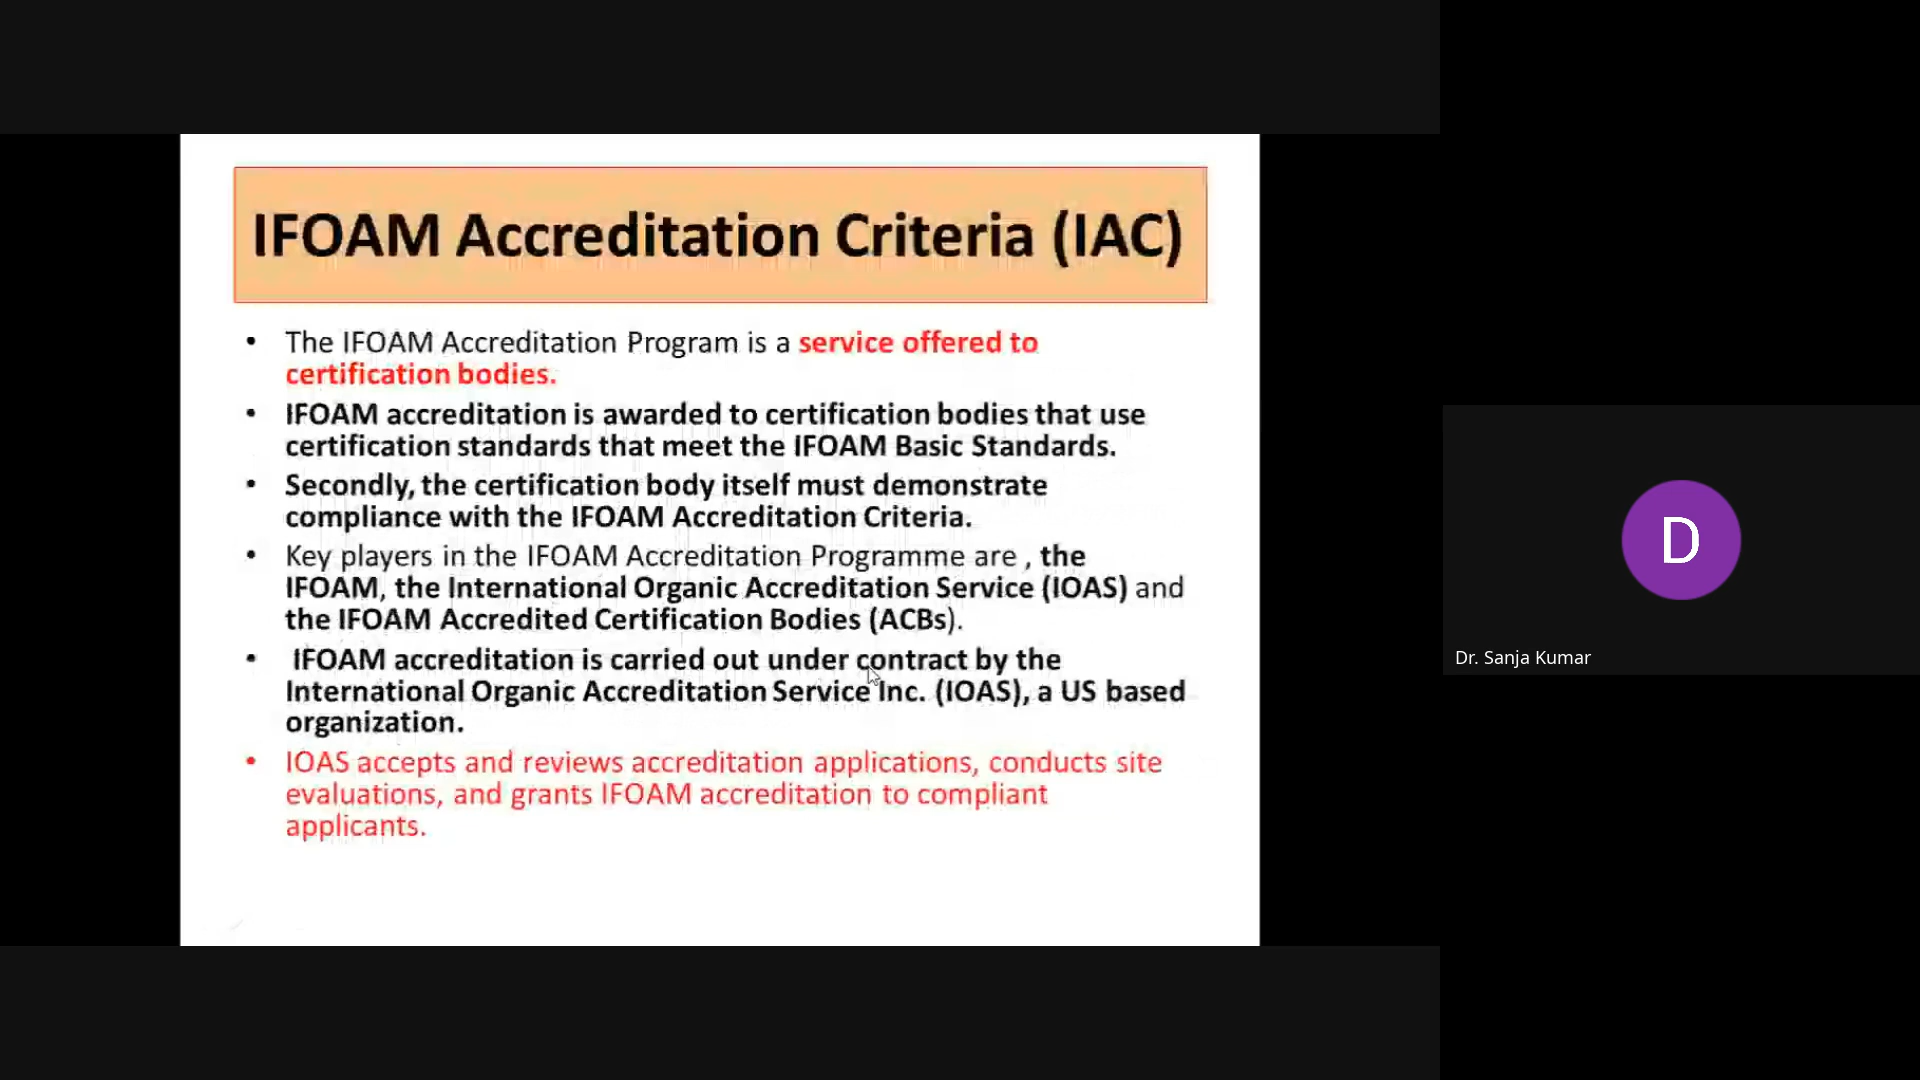 IFOAM Accreditation Criteria (IAC)
• The IFOAM Accreditation Program is a service offered to
certification bodies.
• IFOAM accreditation is awarded to certification bodies that use
certification standards that meet the IFOAM Basic Standards.
• Secondly, the certification body itself must demonstrate
compliance with the IFOAM Accreditation Criteria.
• Key players in the IFOAM Accreditation Programme are , the
IFOAM, the International Organic Accreditation Service (IOAS) and
the IFOAM Accredited Certification Bodies (ACBs).
• IFOAM accreditation is carried out under contract by the
International Organic Accreditation Service Inc. (IOAS), a US based
organization.
• IOAS accepts and reviews accreditation applications, conducts site
evaluations, and grants IFOAM accreditation to compliant
applicants.
D
Dr. Sanja Kumar